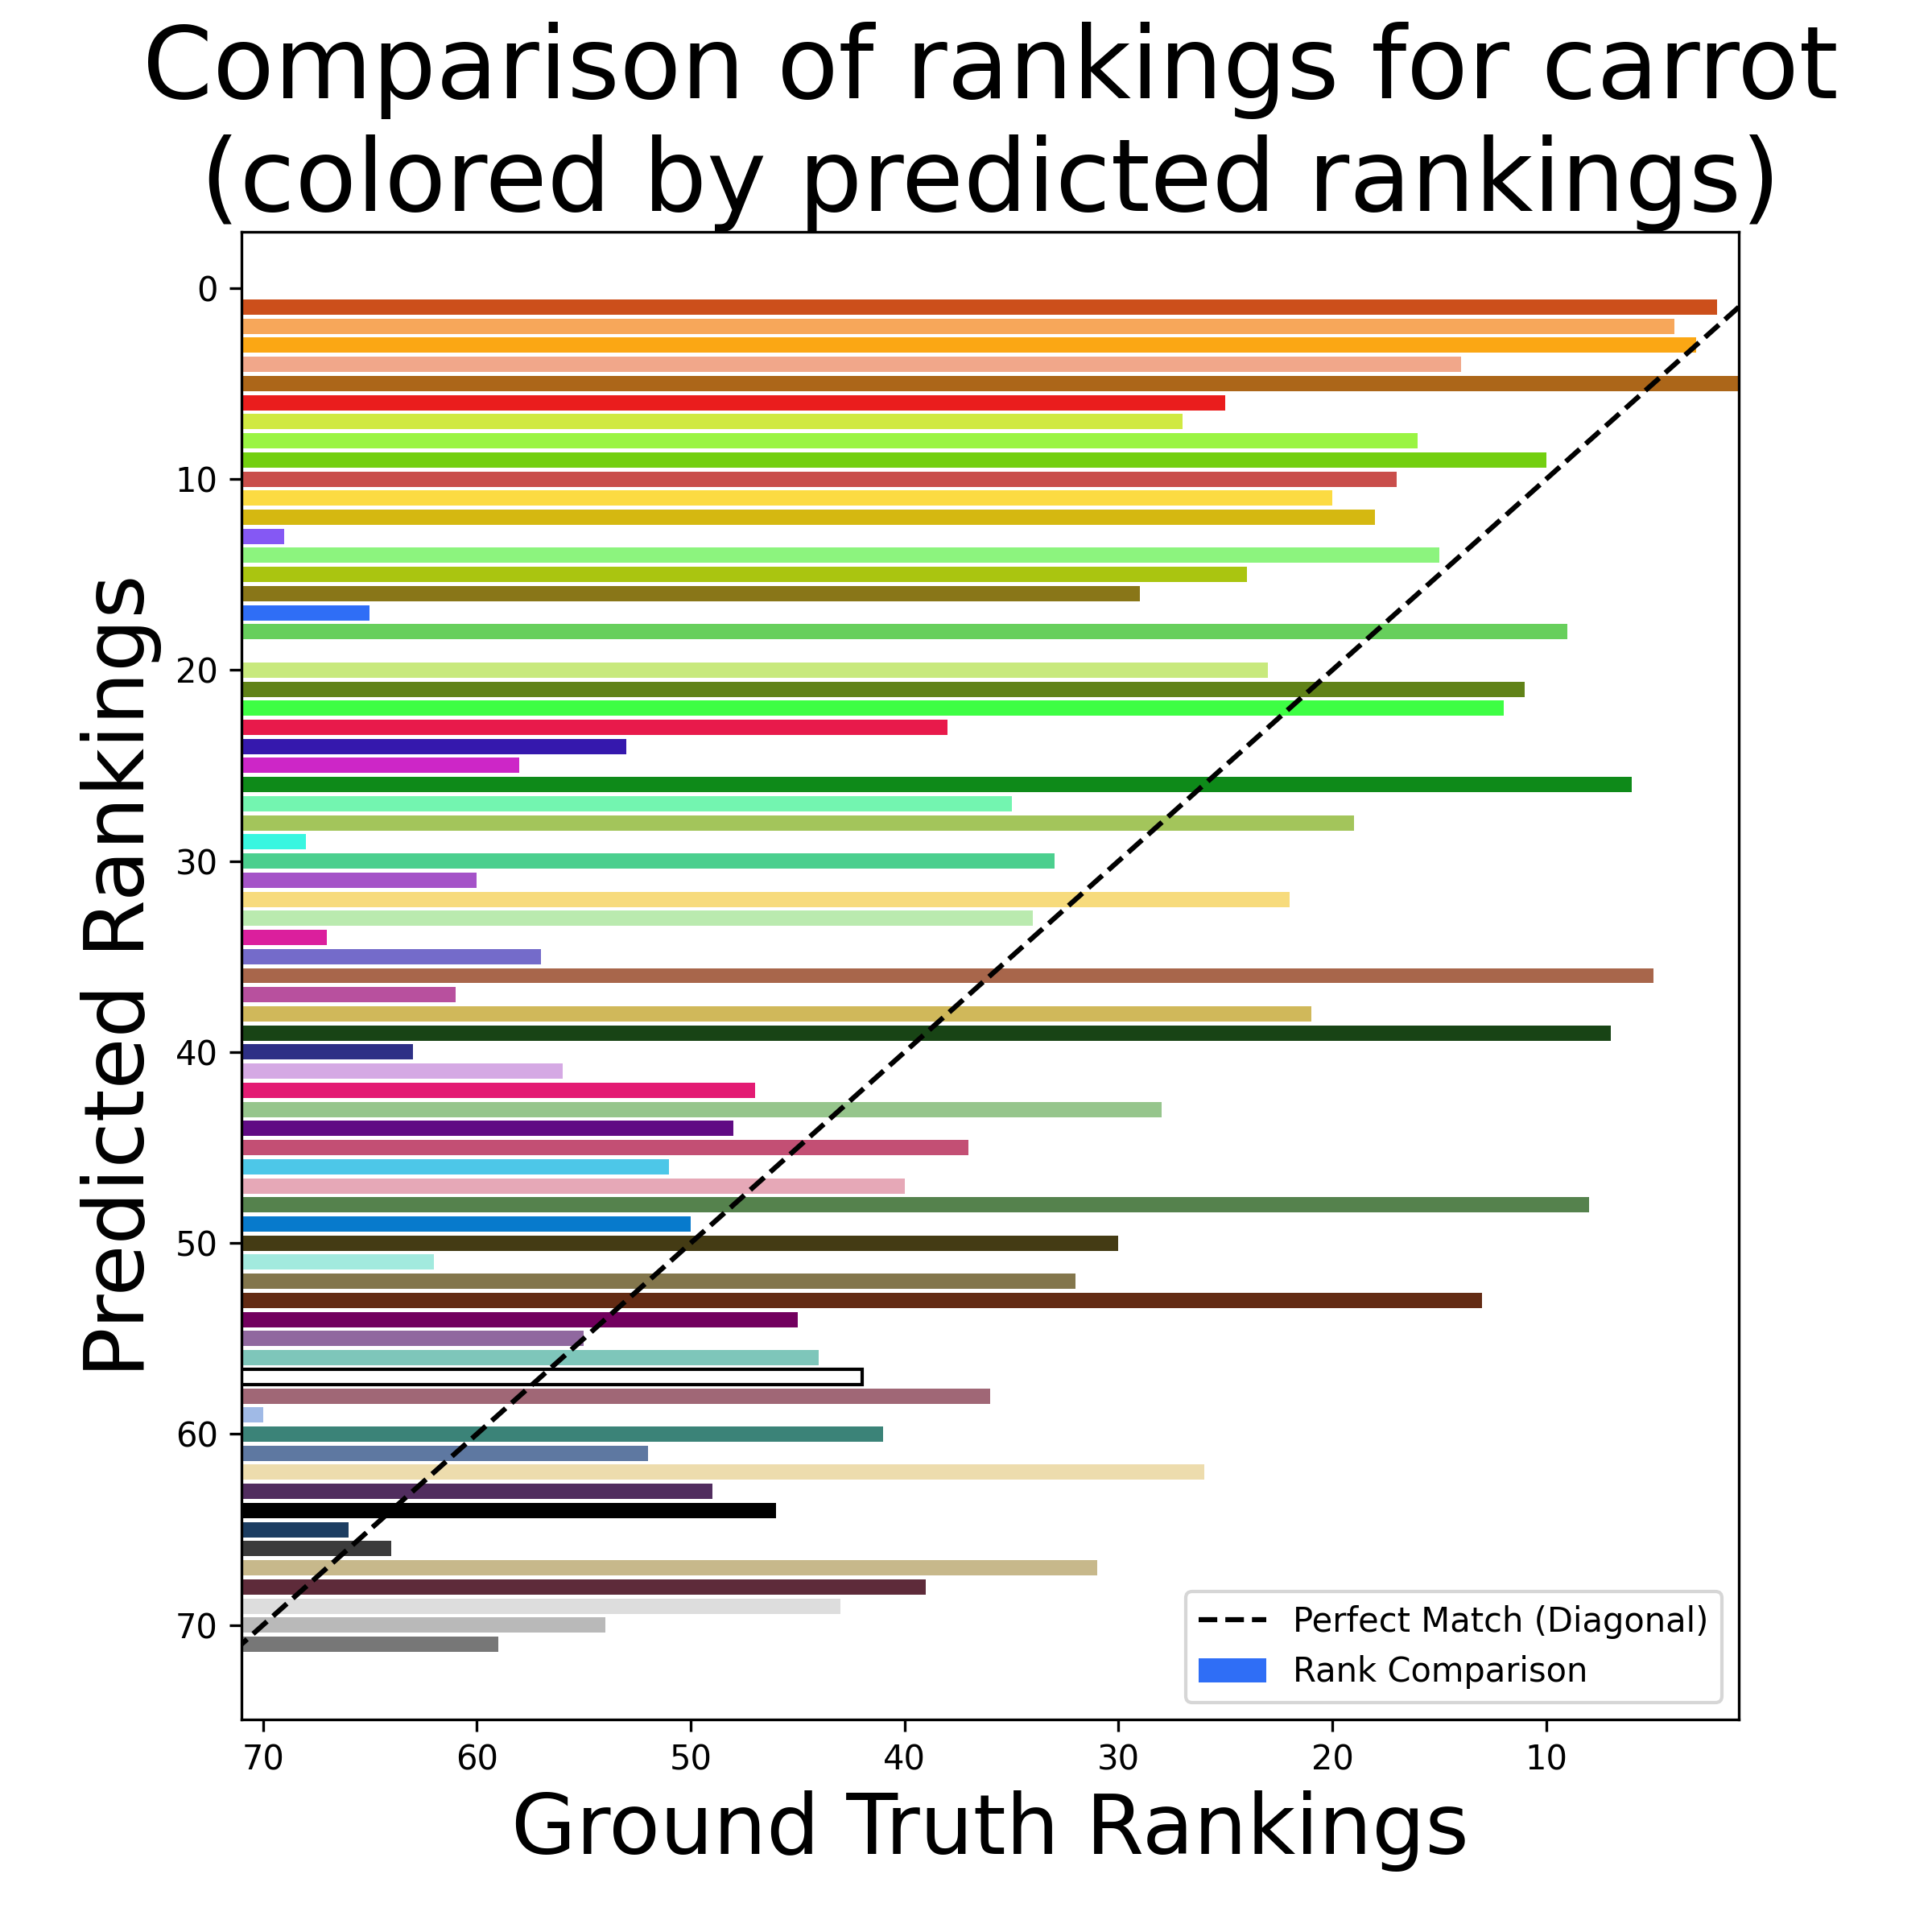 Comparison of rankings for carrot
(colored by predicted rankings)
Predicted Rankings
0
10
20
30
40
50
60
70
Perfect Match (Diagonal)
Rank Comparison
70 60 50 40 30 20 10
Ground Truth Rankings